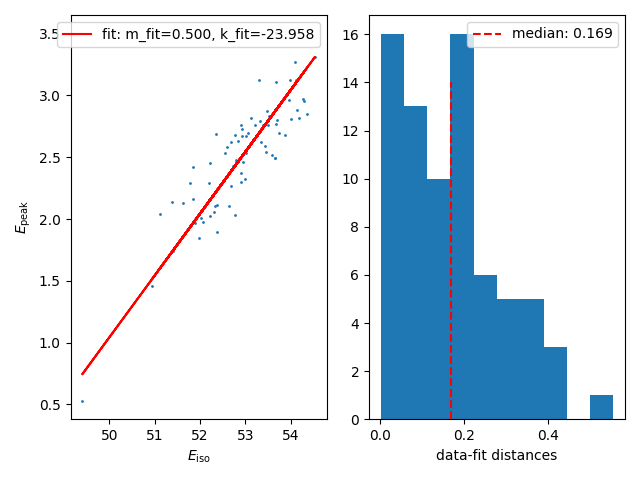 fit: m_fit=0.500, k_fit=-23.958
median: 0.169
3.5
3.0
2.5
2.0
1.5
1.0
0.5
E_peak
50 51 52 53 54
E_iso
16
14
12
10
8
6
4
2
0
0.0 0.2 0.4
data-fit distances